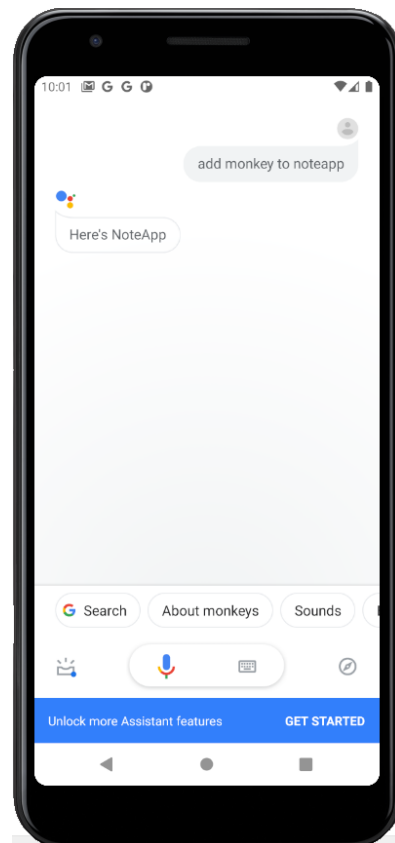 10:01 G G
add monkey to noteapp
Here's NoteApp
G Search About monkeys Sounds
Unlock more Assistant features GET STARTED